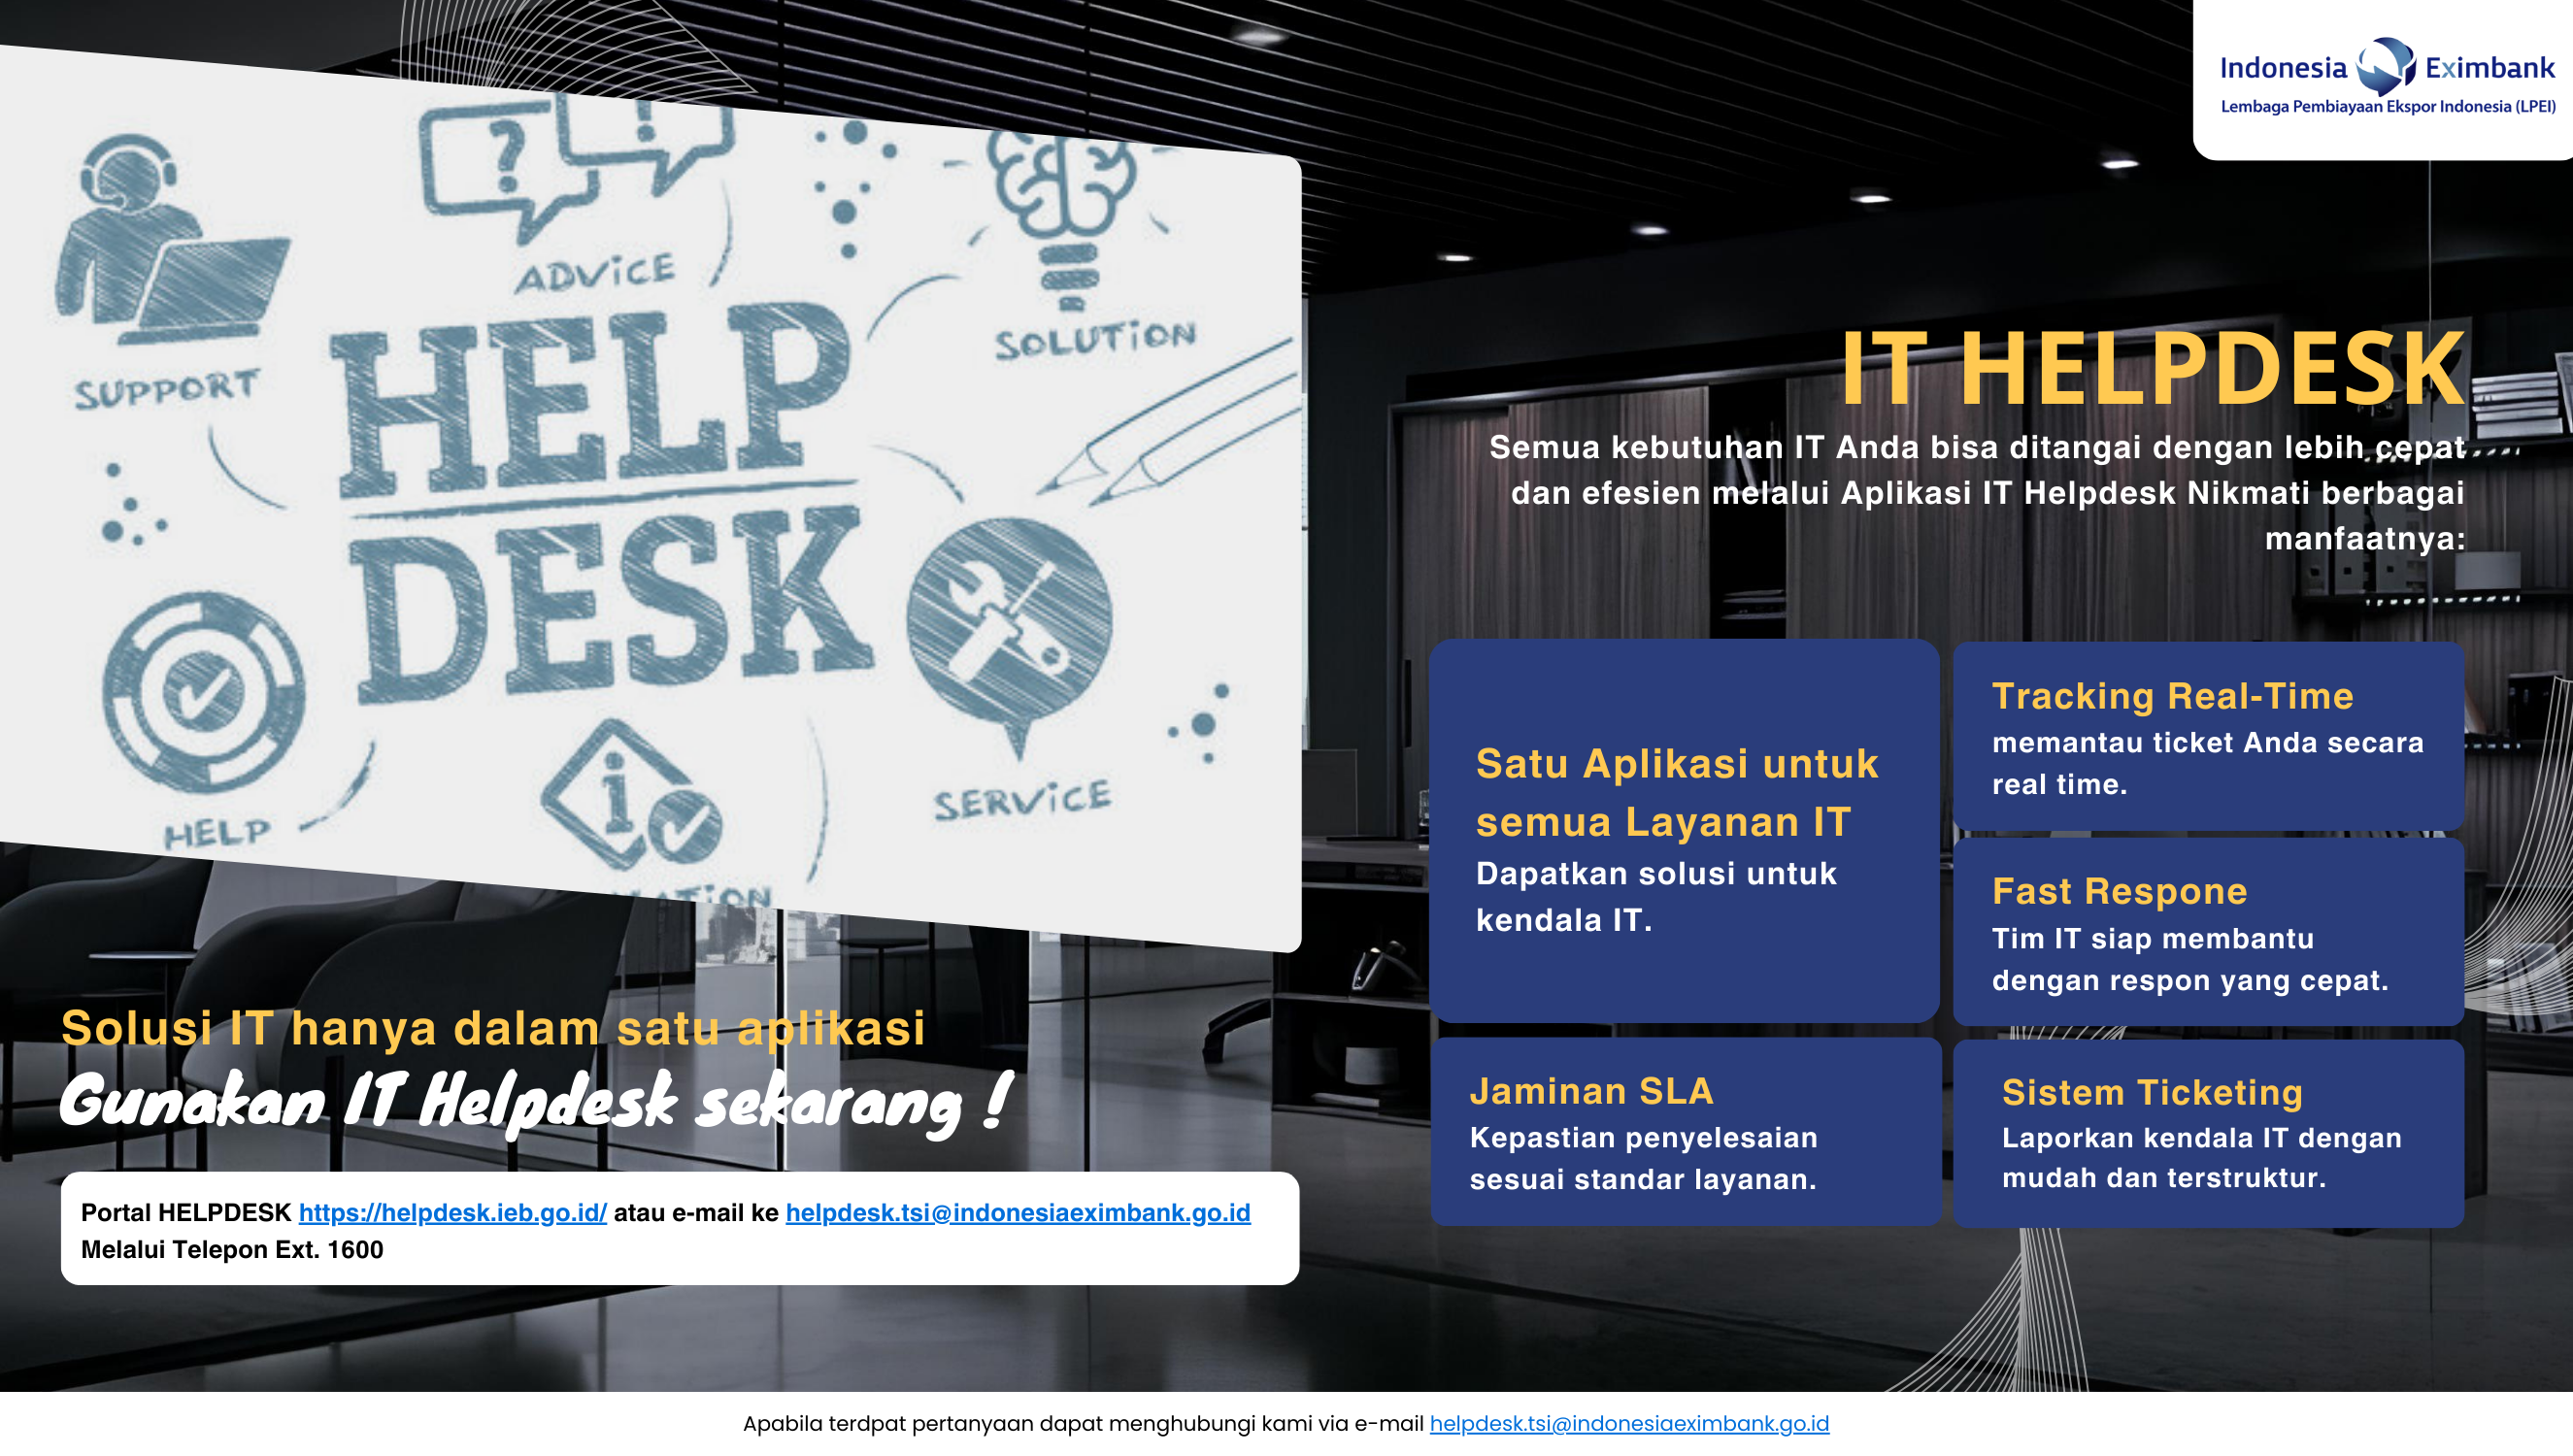 Indonesia Eximbank
Lembaga Pembiayaan Ekspor Indonesia (LPEI)
ADViCE
SOLUTiON
SUPPORT
HELP
DESK
SERViCE
HELP
IT HELPDESK
Semua kebutuhan IT Anda bisa ditangai dengan lebih cepat
dan efesien melalui Aplikasi IT Helpdesk Nikmati berbagai
manfaatnya:
Satu Aplikasi untuk
semua Layanan IT
Dapatkan solusi untuk
kendala IT.
Tracking Real-Time
memantau ticket Anda secara
real time.
Fast Respone
Tim IT siap membantu
dengan respon yang cepat.
Jaminan SLA
Kepastian penyelesaian
sesuai standar layanan.
Sistem Ticketing
Laporkan kendala IT dengan
mudah dan terstruktur.
Solusi IT hanya dalam satu aplikasi
Gunakan IT Helpdesk sekarang !
Portal HELPDESK https://helpdesk.ieb.go.id/ atau e-mail ke helpdesk.tsi@indonesiaeximbank.go.id
Melalui Telepon Ext. 1600
Apabila terdpat pertanyaan dapat menghubungi kami via e-mail helpdesk.tsi@indonesiaeximbank.go.id